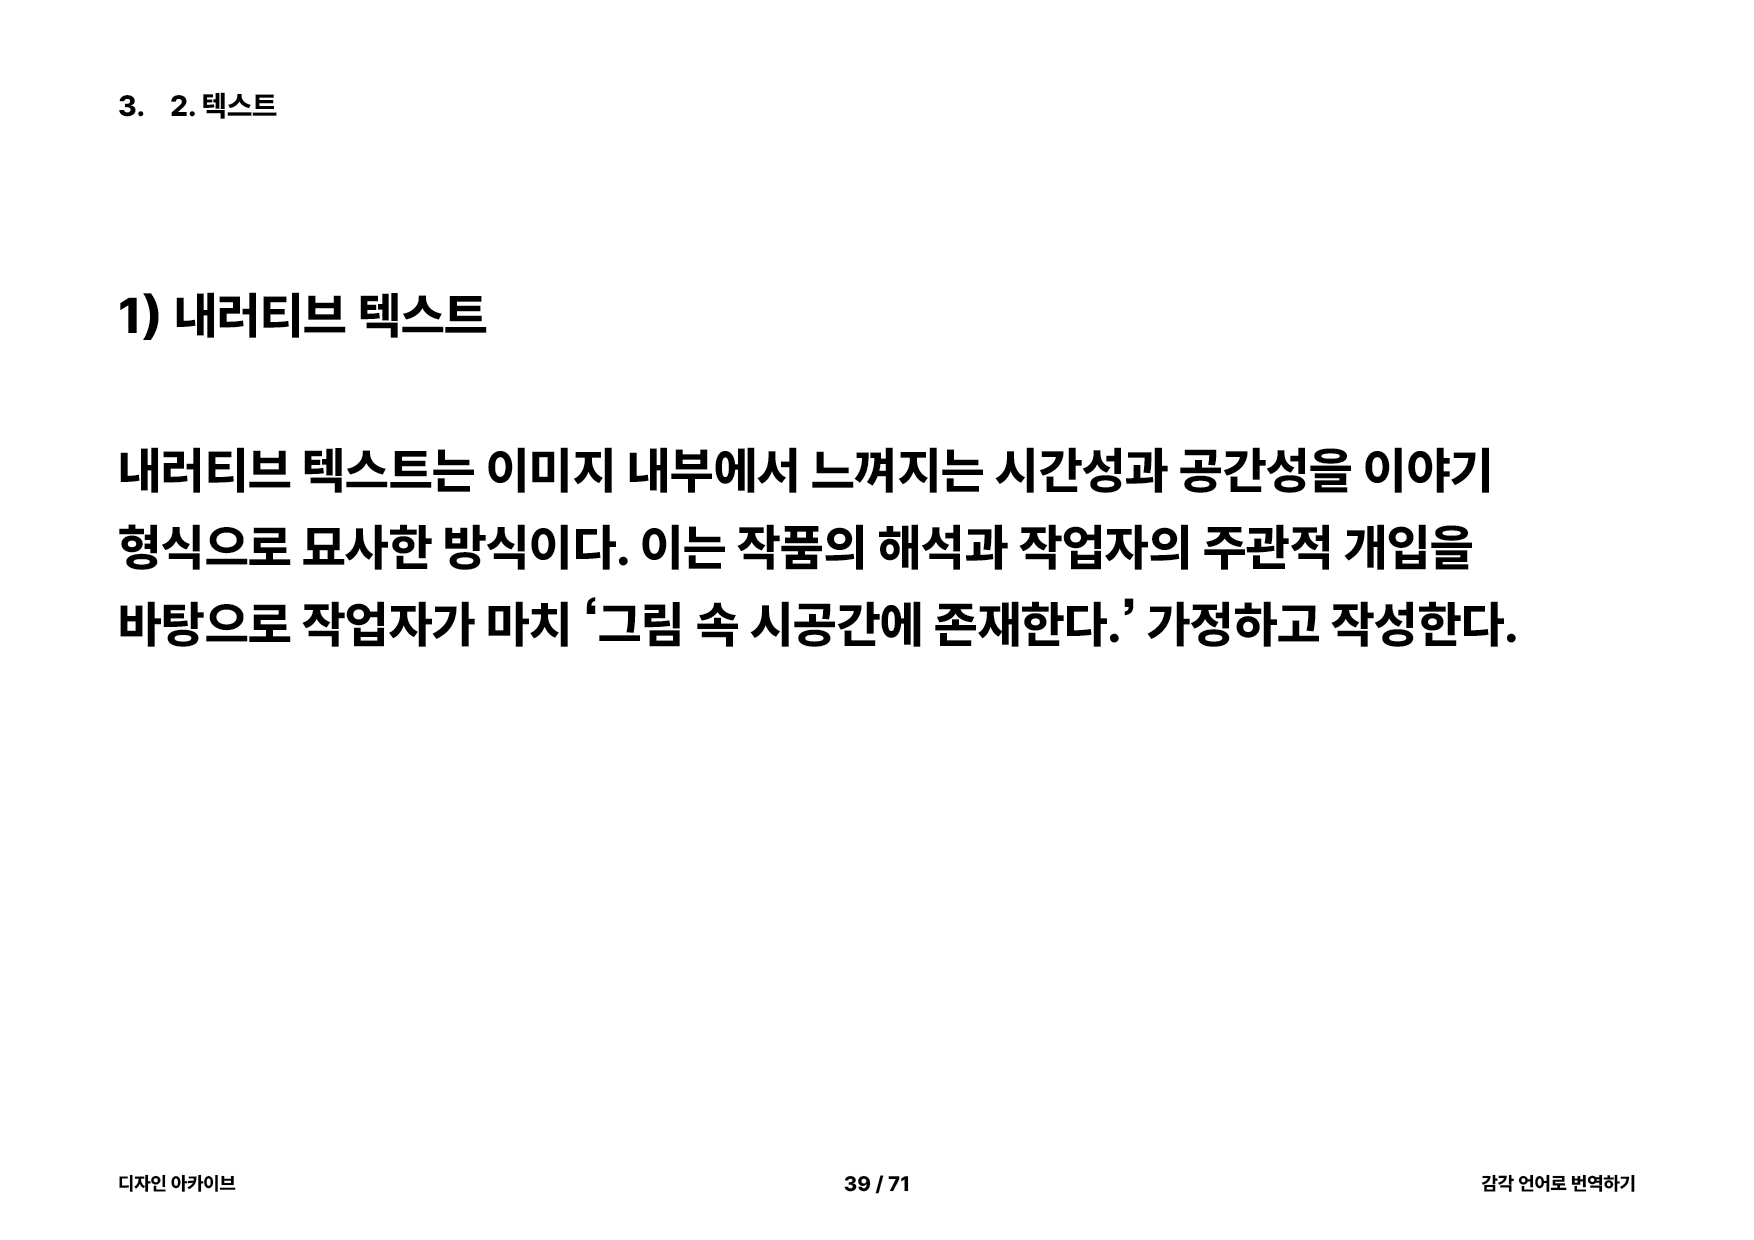 3. 2. 텍스트
1) 내러티브 텍스트
내러티브 텍스트는 이미지 내부에서 느껴지는 시간성과 공간성을 이야기
형식으로 묘사한 방식이다. 이는 작품의 해석과 작업자의 주관적 개입을
바탕으로 작업자가 마치 ‘그림 속 시공간에 존재한다.’ 가정하고 작성한다.
디자인 아카이브
39 / 71
감각 언어로 번역하기